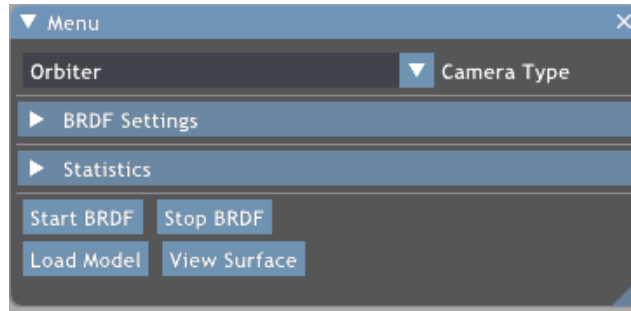 Menu
Orbiter Camera Type
BRDF Settings
Statistics
Start BRDF Stop BRDF
Load Model View Surface